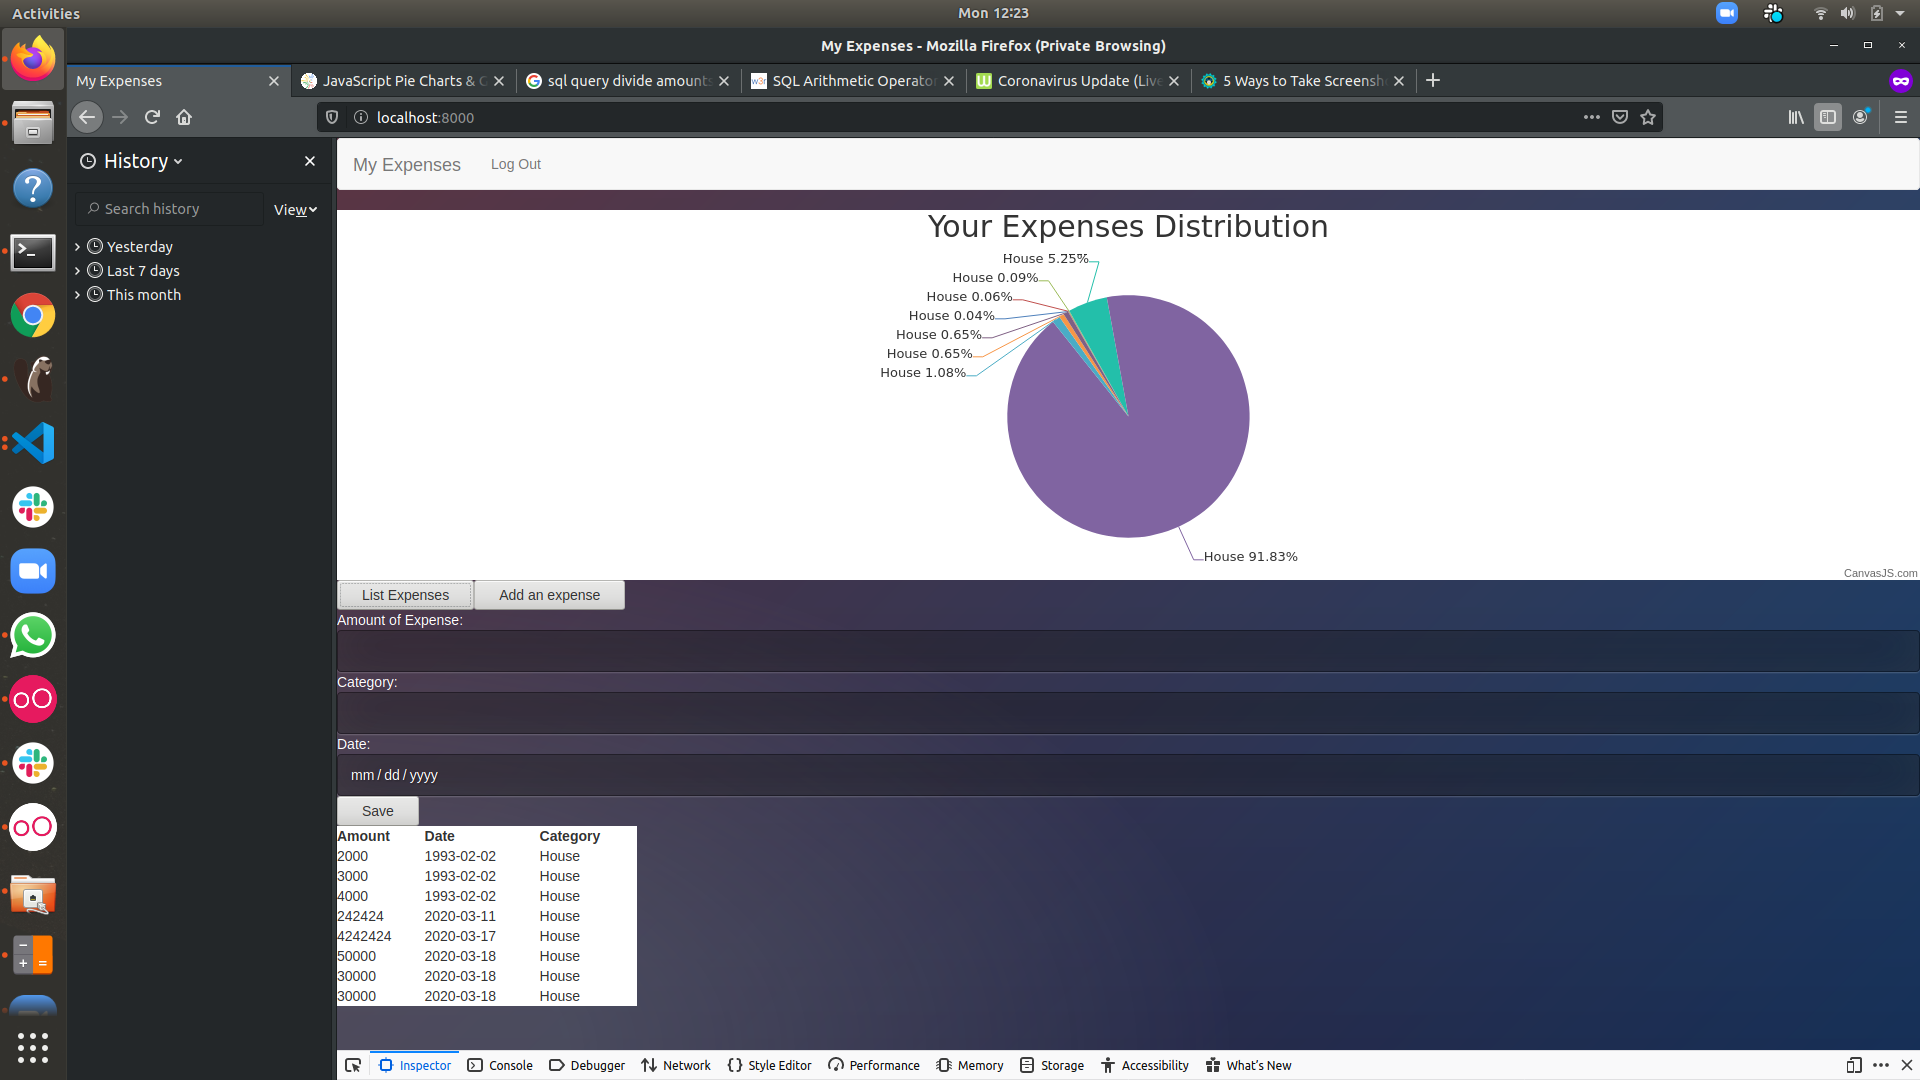 Activities
Mon 12:23
My Expenses - Mozilla Firefox (Private Browsing)
My Expenses
JavaScript Pie Charts & G
sql query divide amounts
SQL Arithmetic Operator
Coronavirus Update (Live
5 Ways to Take Screensh
localhost:8000
History
Search history
View
Yesterday
Last 7 days
This month
My Expenses
Log Out
Your Expenses Distribution
House 5.25%
House 0.09%
House 0.06%
House 0.04%
House 0.65%
House 0.65%
House 1.08%
House 91.83%
CanvasJS.com
List Expenses
Add an expense
Amount of Expense:
Category:
Date:
mm / dd / yyyy
Save
Amount Date Category
2000 1993-02-02 House
3000 1993-02-02 House
4000 1993-02-02 House
242424 2020-03-11 House
4242424 2020-03-17 House
50000 2020-03-18 House
30000 2020-03-18 House
30000 2020-03-18 House
Inspector
Console
Debugger
Network
Style Editor
Performance
Memory
Storage
Accessibility
What's New